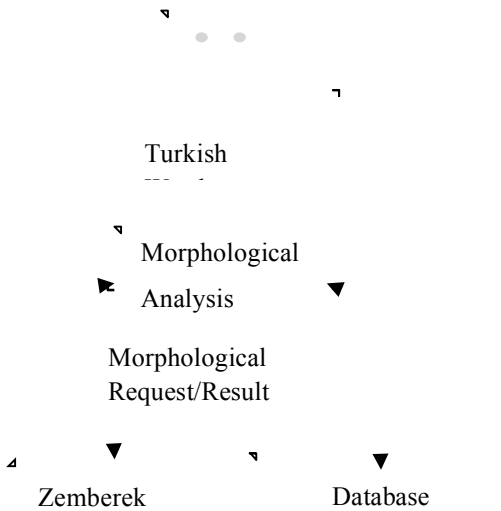 Turkish
Morphological
Analysis
Morphological
Request/Result
Zemberek
Database